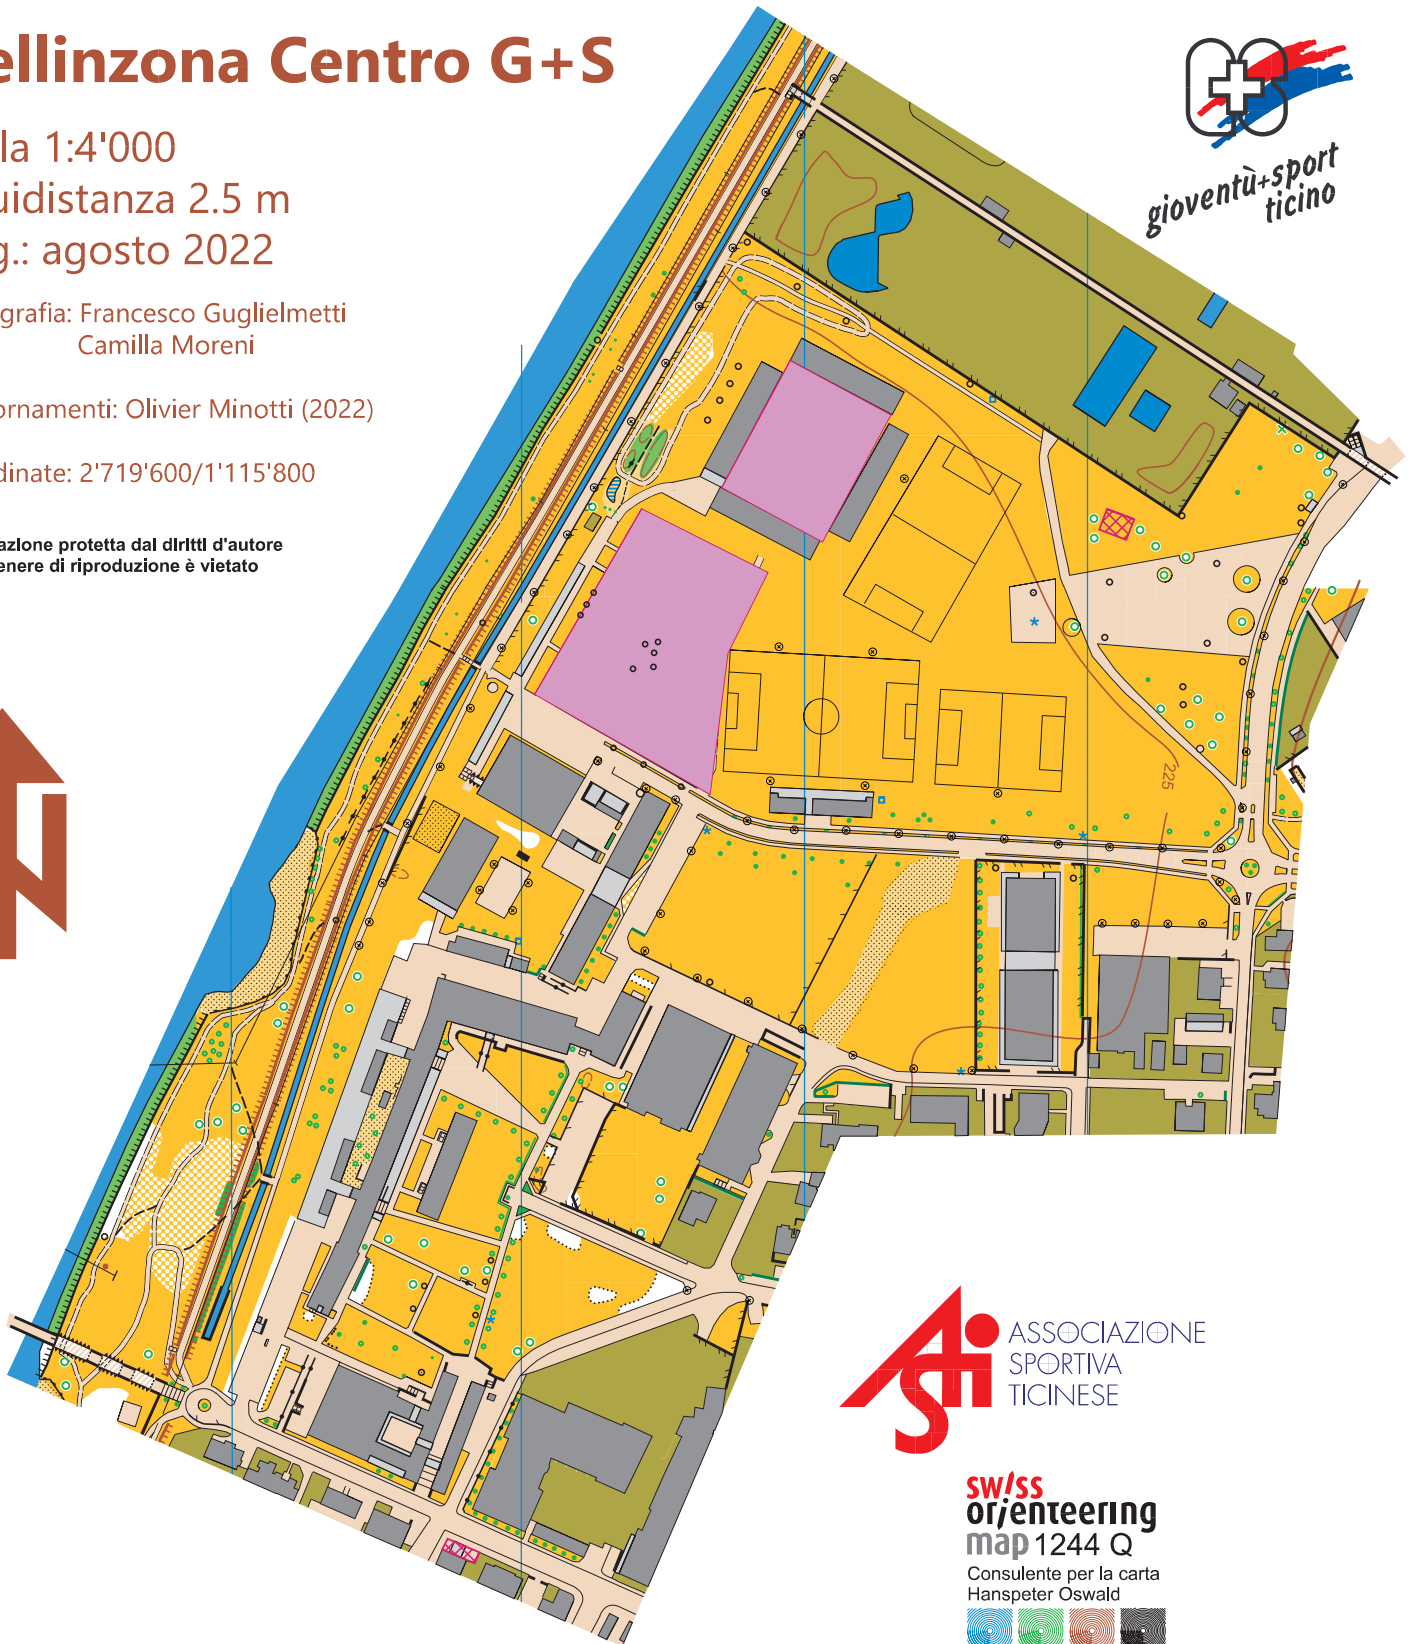 ellinzona Centro G+S
la 1:4'000
uidistanza 2.5 m
g.: agosto 2022
grafia: Francesco Guglielmetti
Camilla Moreni
ornamenti: Olivier Minotti (2022)
dinate: 2'719'600/1'115'800
azione protetta dai diritti d'autore
enere di riproduzione è vietato
gioventù+sport
ticino
225
N
ASTi
ASSOCIAZIONE
SPORTIVA
TICINESE
swiss
orienteering
map 1244 Q
Consulente per la carta
Hanspeter Oswald